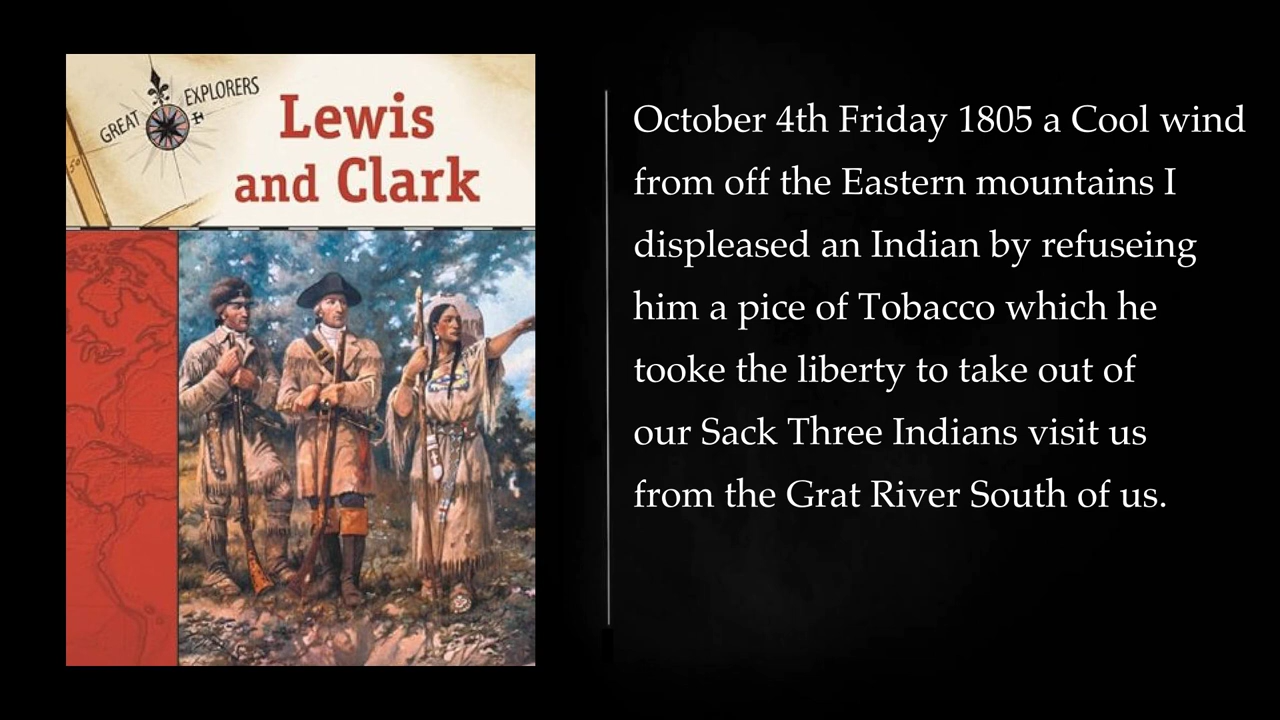 GREAT EXPLORERS
Lewis
and Clark
50
October 4th Friday 1805 a Cool wind
from off the Eastern mountains I
displeased an Indian by refuseing
him a pice of Tobacco which he
tooke the liberty to take out of
our Sack Three Indians visit us
from the Grat River South of us.